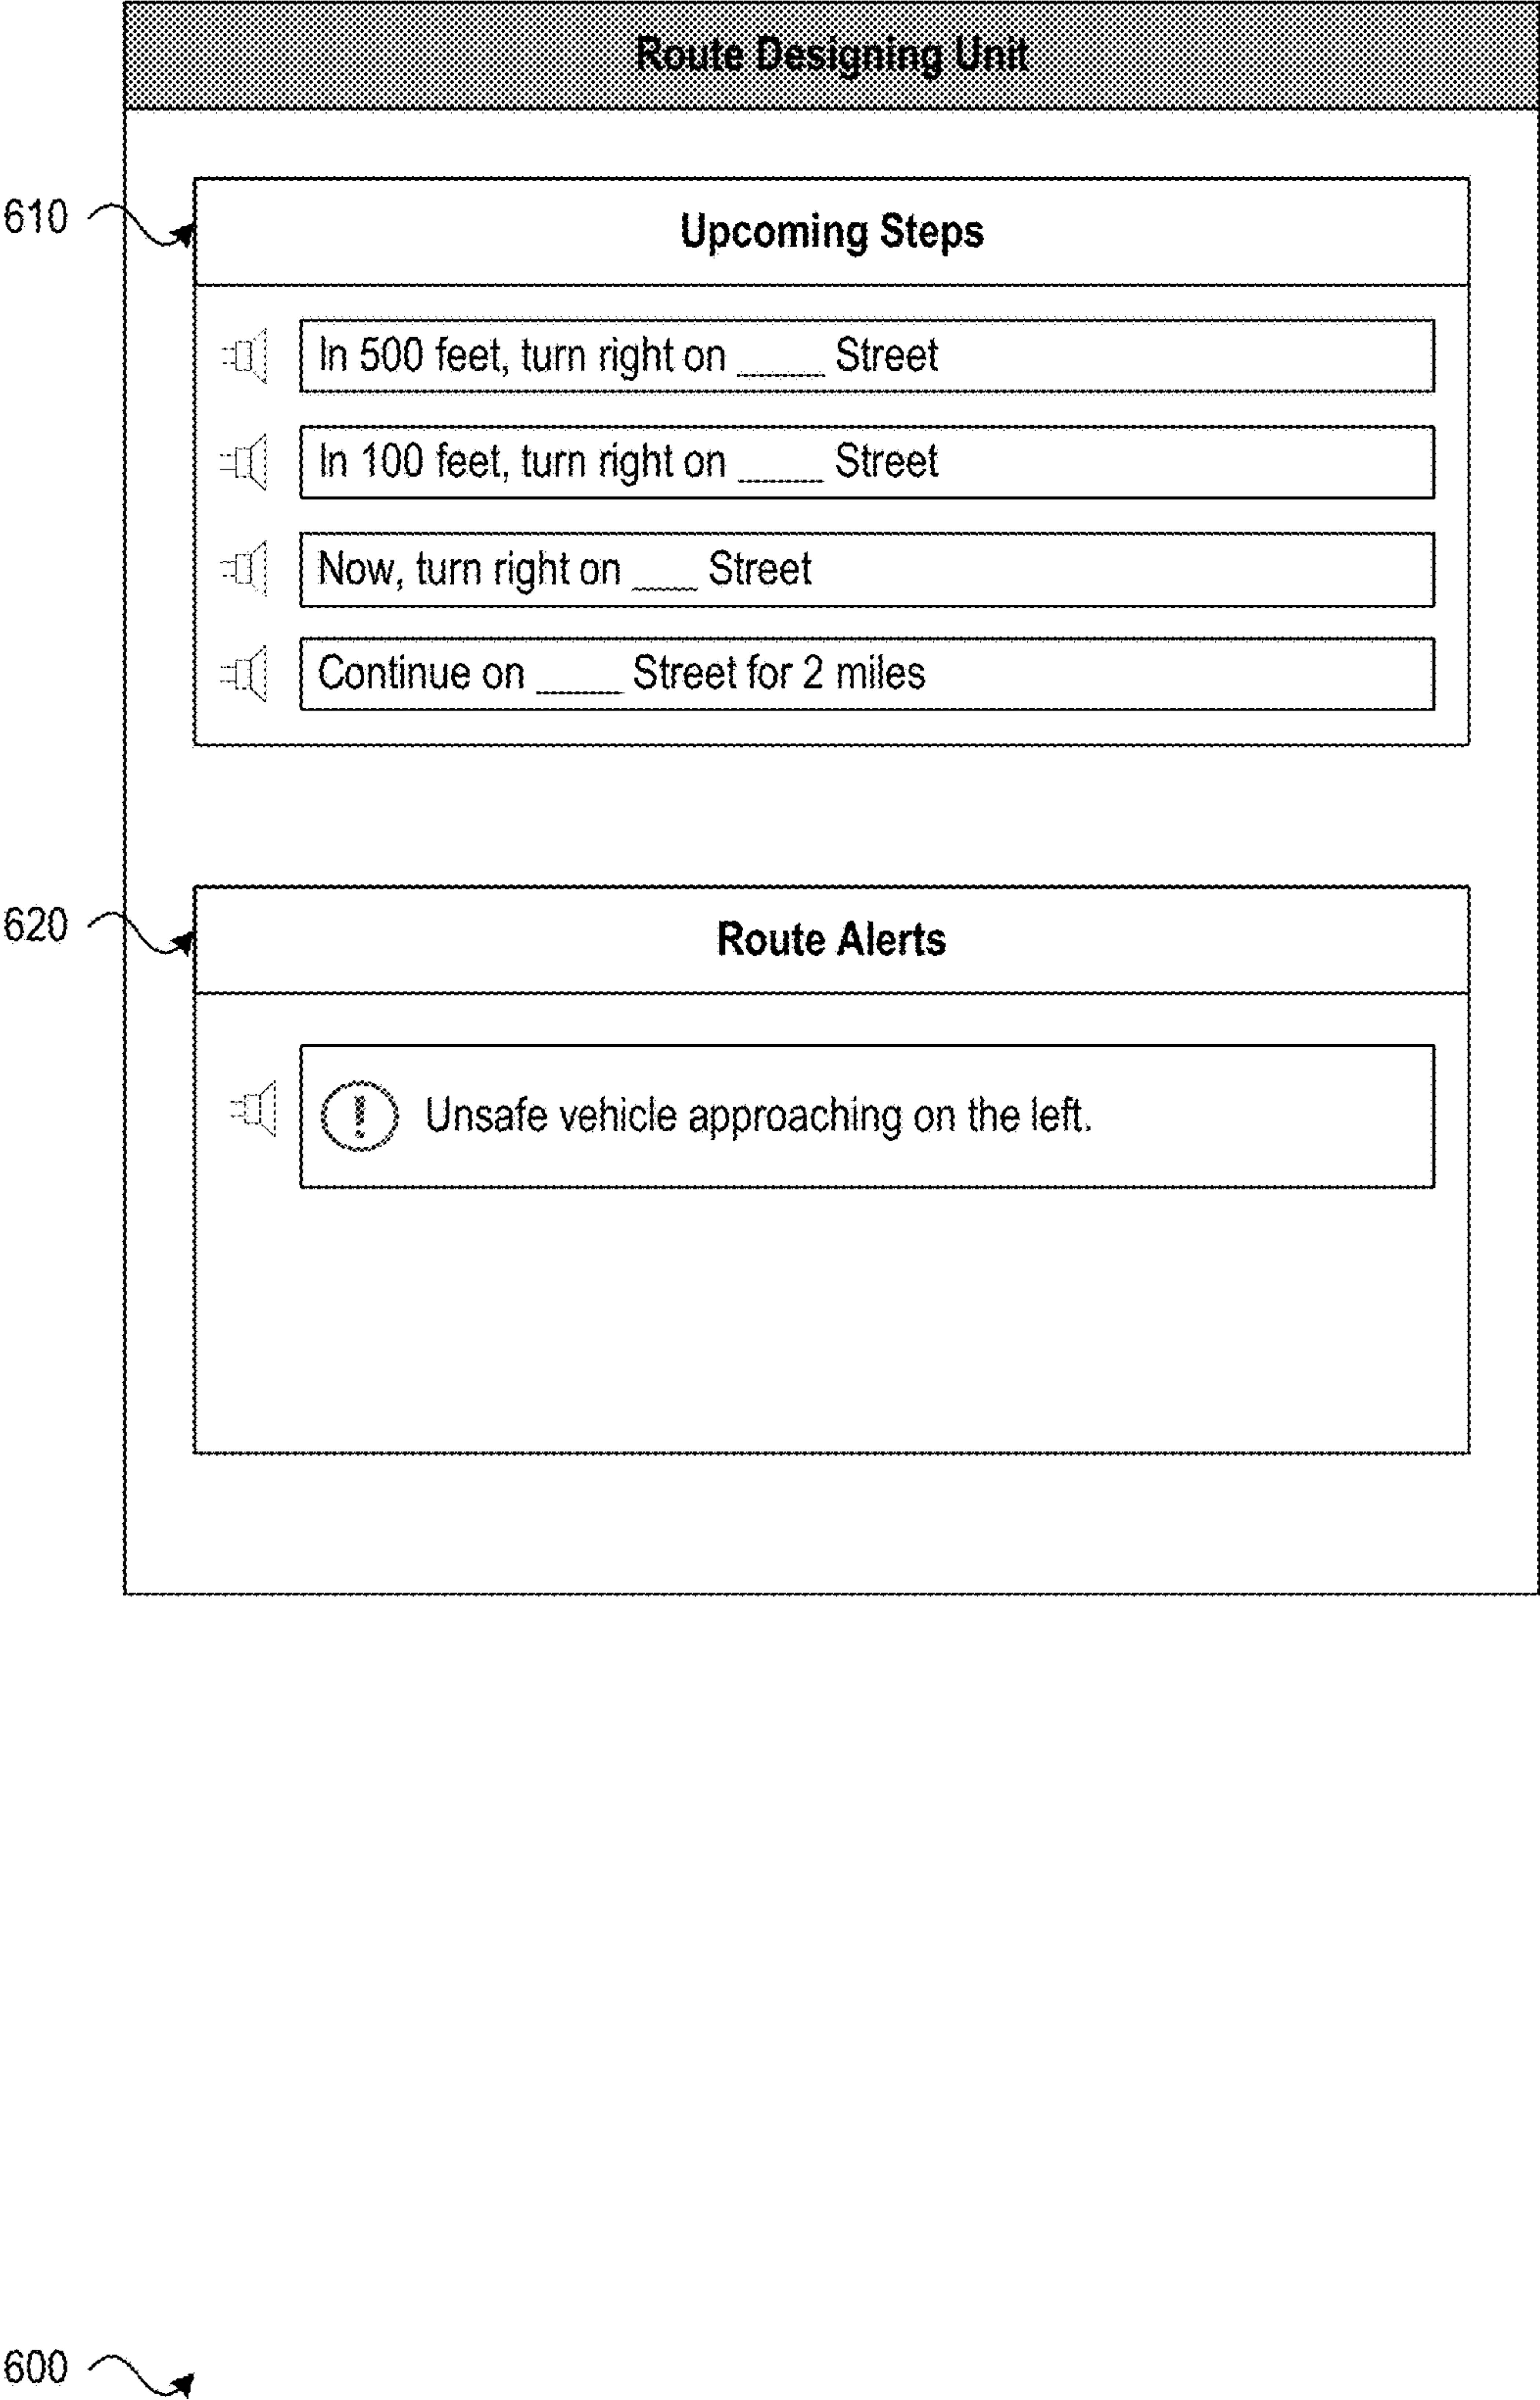 Route Designing Unit
610
Upcoming Steps
In 500 feet, turn right on _____ Street
In 100 feet, turn right on _____ Street
Now, turn right on ____ Street
Continue on _____ Street for 2 miles
620
Route Alerts
! Unsafe vehicle approaching on the left.
600